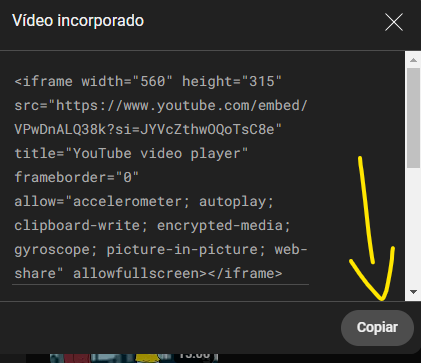 Vídeo incorporado
<iframe width="560" height="315"
src="https://www.youtube.com/embed/
VPwDnALQ38k?si=JYVcZthwOQoTsC8e"
title="YouTube video player"
frameborder="0"
allow="accelerometer; autoplay;
clipboard-write; encrypted-media;
gyroscope; picture-in-picture; web-
share" allowfullscreen></iframe>
Copiar